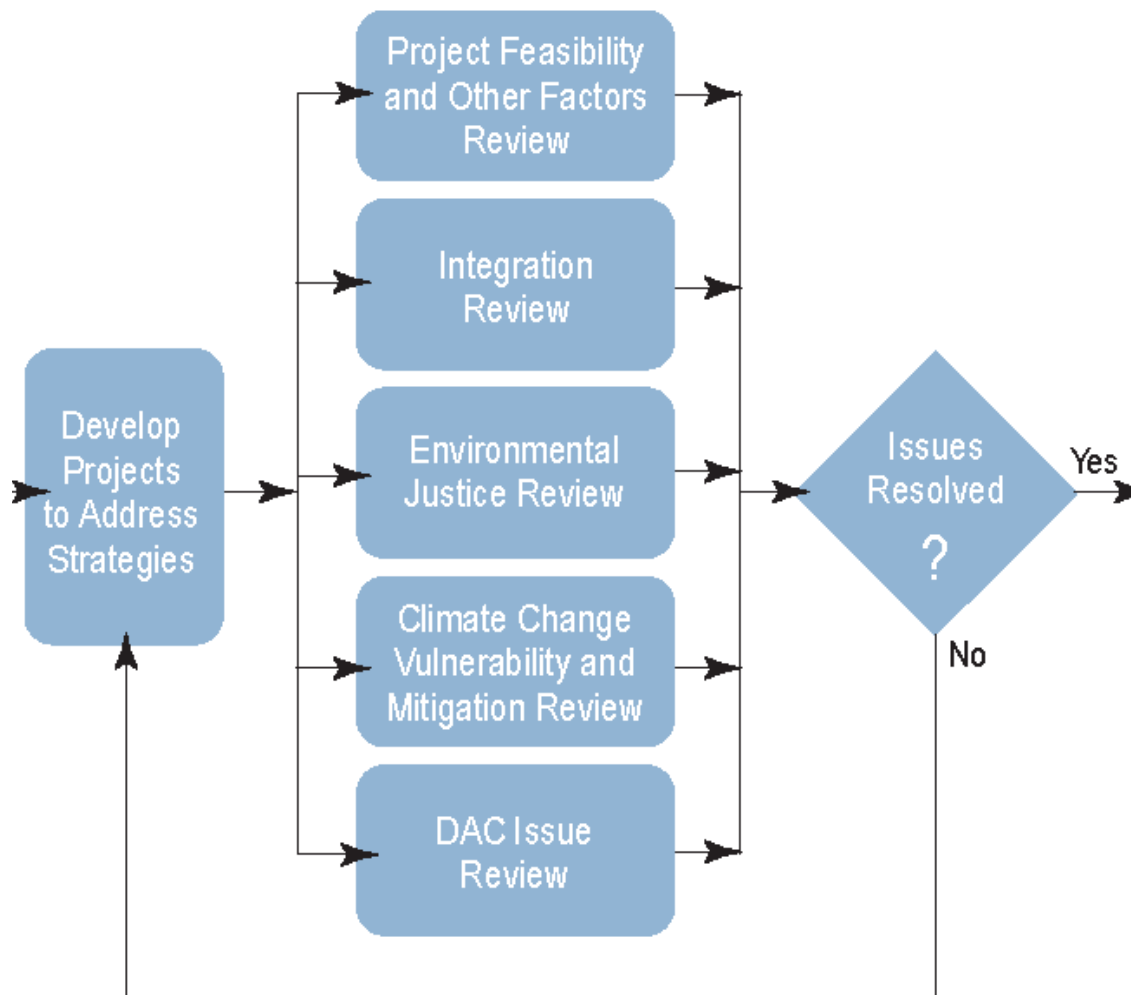 Project Feasibility
and Other Factors
Review
Integration
Review
Develop
Projects
to Address
Strategies
Environmental
Justice Review
Issues
Resolved
?
Yes
Climate Change
Vulnerability and
Mitigation Review
No
DAC Issue
Review